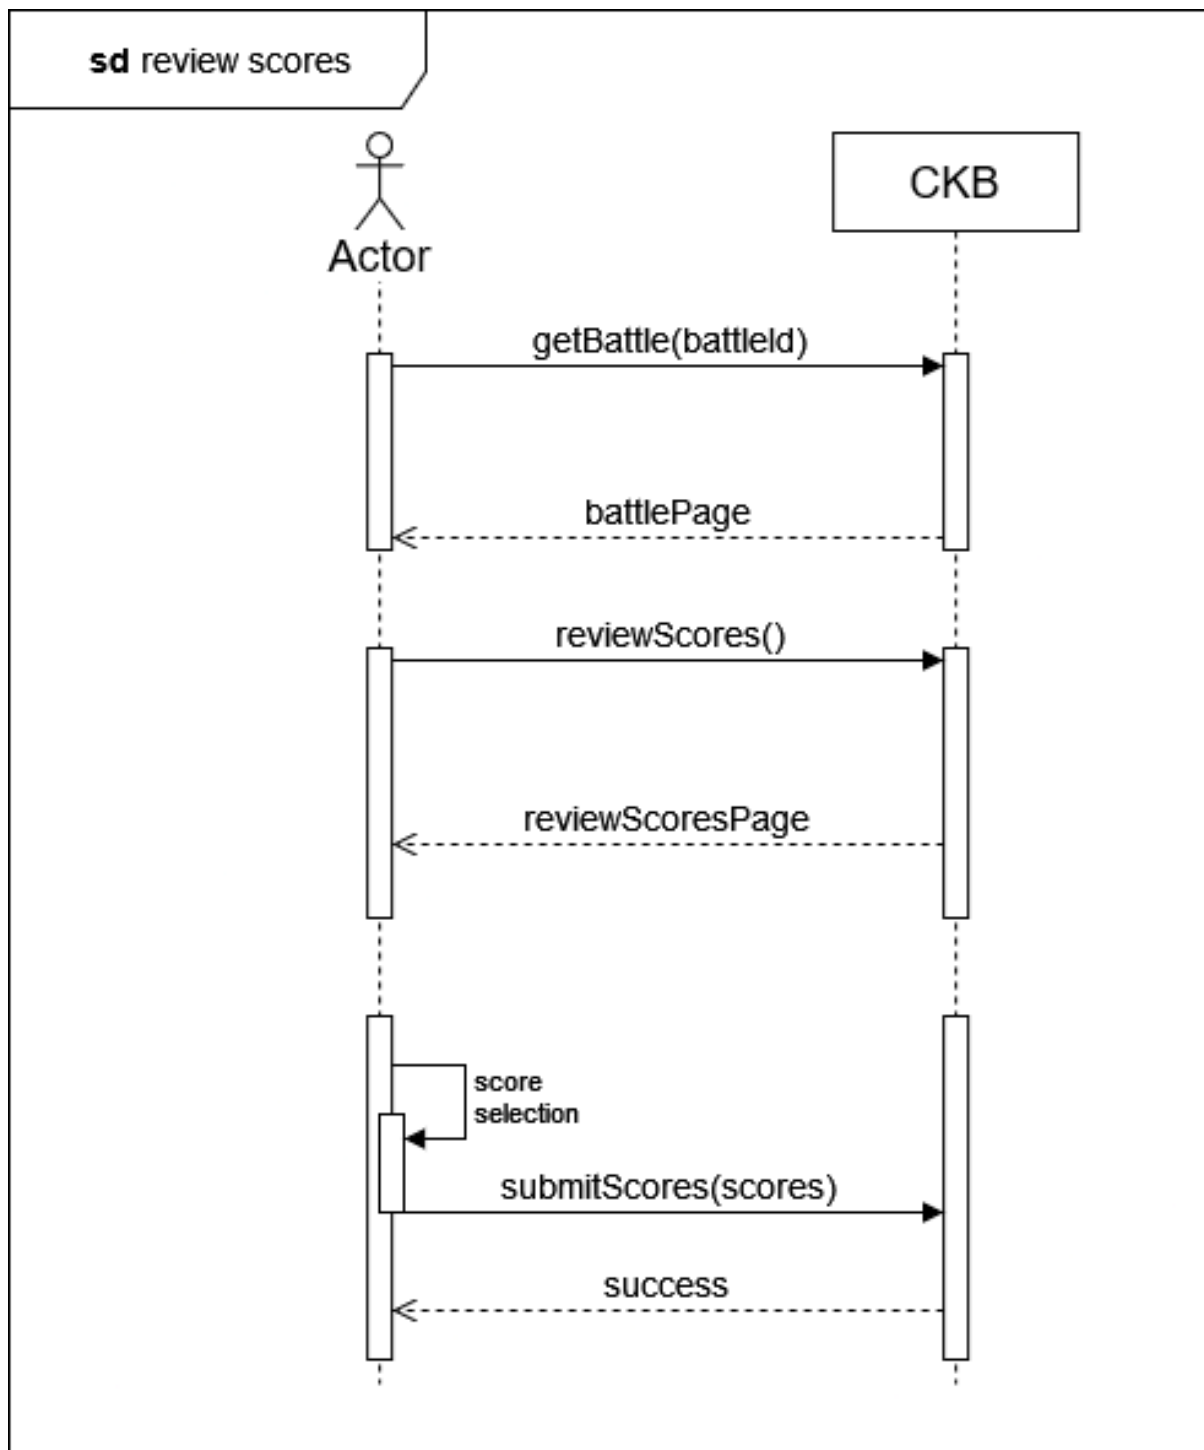 sd review scores
CKB
Actor
getBattle(battleId)
battlePage
reviewScores()
reviewScoresPage
score
selection
submitScores(scores)
success